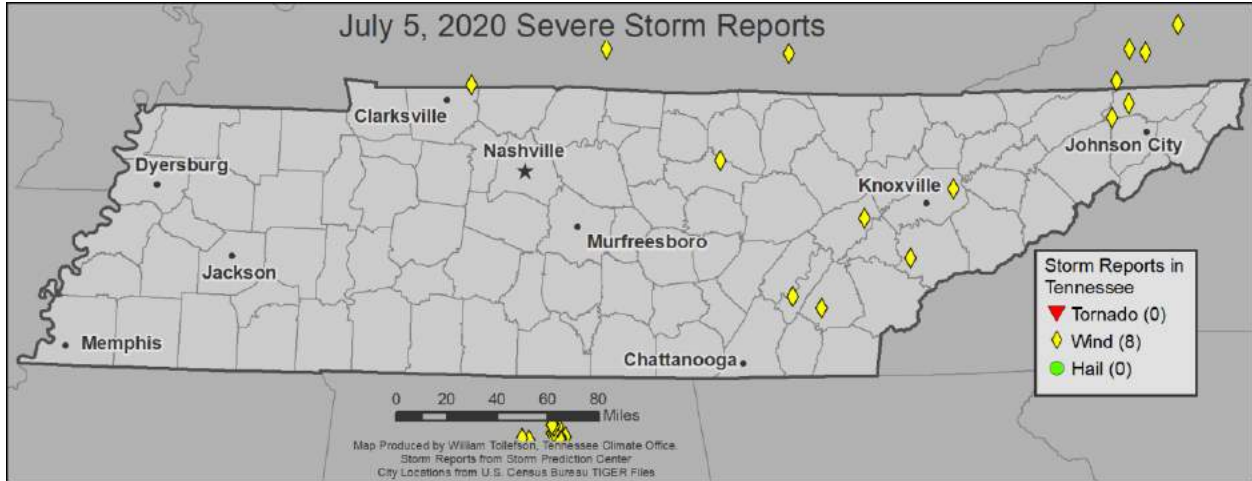 July 5, 2020 Severe Storm Reports
Clarksville
Nashville
Dyersburg
Johnson City
Knoxville
Murfreesboro
Jackson
Memphis
Chattanooga
Storm Reports in
Tennessee
Tornado (0)
Wind (8)
Hail (0)
0 20 40 60 80
Miles
Map Produced by William Tollefson, Tennessee Climate Office.
Storm Reports from Storm Prediction Center
City Locations from U.S. Census Bureau TIGER Files